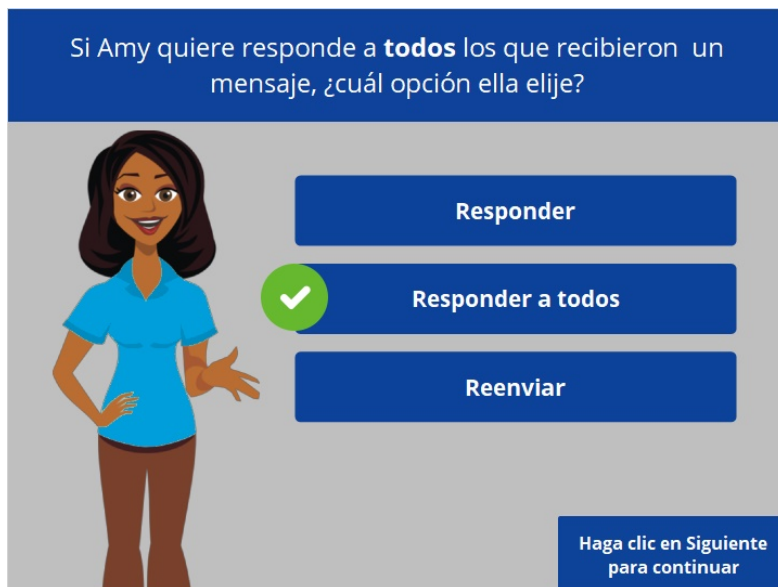 Si Amy quiere responde a todos los que recibieron un
mensaje, ¿cuál opción ella elije?
Responder
Responder a todos
Reenviar
Haga clic en Siguiente
para continuar